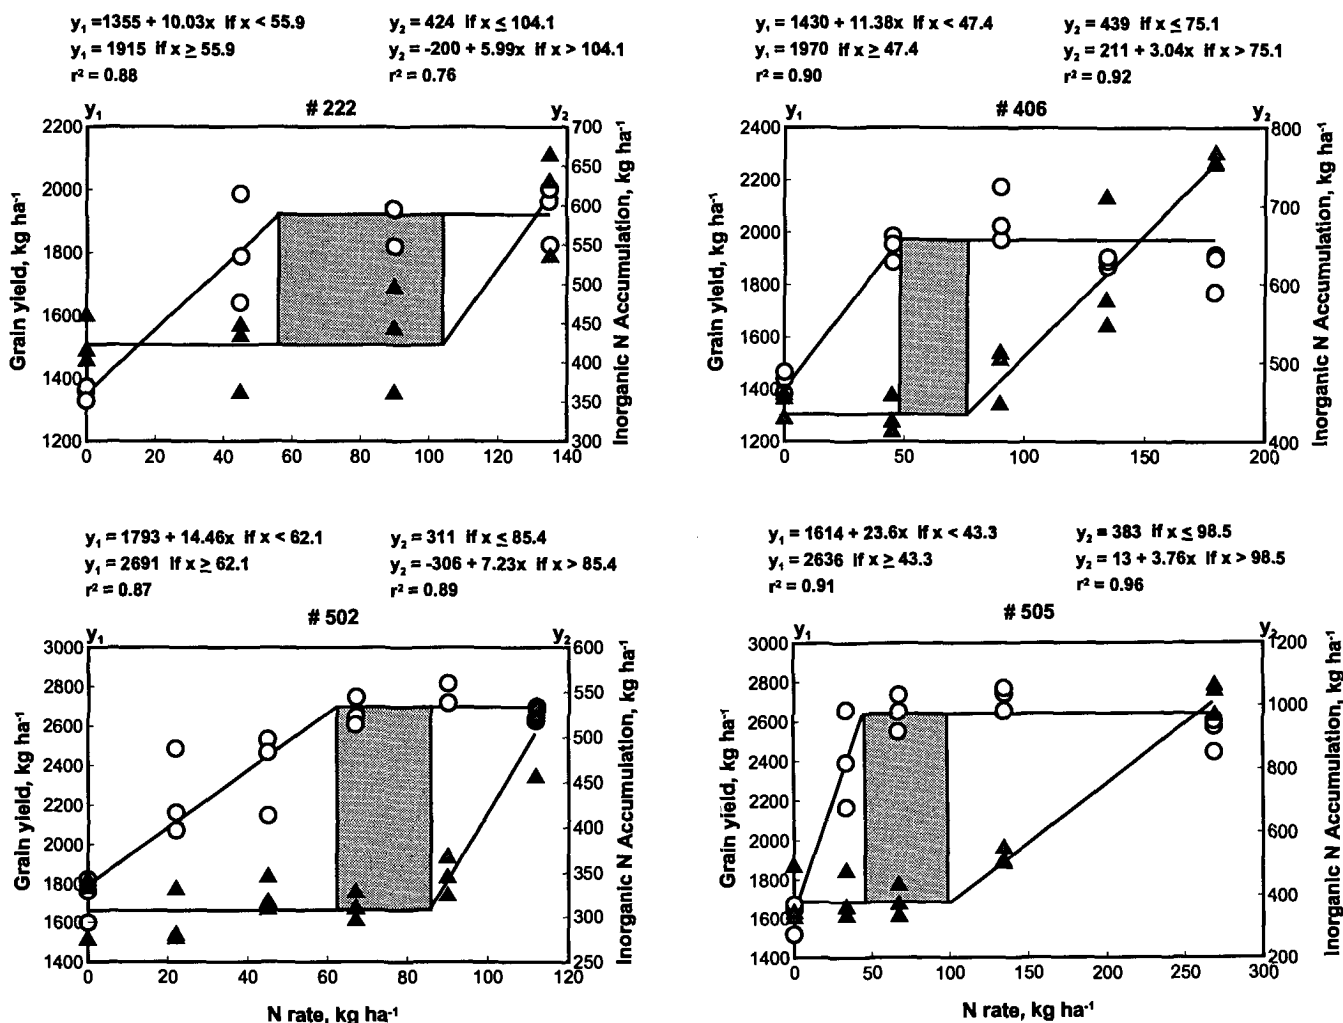 y₁ =1355 + 10.03x if x < 55.9
y₁ = 1915 if x ≥ 55.9
r² = 0.88
y₂ = 424 if x ≤ 104.1
y₂ = -200 + 5.99x if x > 104.1
r² = 0.76
y₁ = 1430 + 11.38x if x < 47.4
y₁ = 1970 if x ≥ 47.4
r² = 0.90
y₂ = 439 if x ≤ 75.1
y₂ = 211 + 3.04x if x > 75.1
r² = 0.92
y₁ # 222 y₂
2200
2000
1800
1600
1400
1200
Grain yield, kg ha⁻¹
700
650
600
550
500
450
400
350
300
Inorganic N Accumulation, kg ha⁻¹
0 20 40 60 80 100 120 140
y₁ # 406 y₂
2400
2200
2000
1800
1600
1400
1200
Grain yield, kg ha⁻¹
800
700
600
500
400
Inorganic N Accumulation, kg ha⁻¹
0 50 100 150 200
y₁ = 1793 + 14.46x if x < 62.1
y₁ = 2691 if x ≥ 62.1
r² = 0.87
y₂ = 311 if x ≤ 85.4
y₂ = -306 + 7.23x if x > 85.4
r² = 0.89
y₁ = 1614 + 23.6x if x < 43.3
y₁ = 2636 if x ≥ 43.3
r² = 0.91
y₂ = 383 if x ≤ 98.5
y₂ = 13 + 3.76x if x > 98.5
r² = 0.96
y₁ # 502 y₂
3000
2800
2600
2400
2200
2000
1800
1600
1400
Grain yield, kg ha⁻¹
600
550
500
450
400
350
300
250
Inorganic N Accumulation, kg ha⁻¹
0 20 40 60 80 100 120
N rate, kg ha⁻¹
y₁ # 505 y₂
3000
2800
2600
2400
2200
2000
1800
1600
1400
Grain yield, kg ha⁻¹
1200
1000
800
600
400
200
Inorganic N Accumulation, kg ha⁻¹
0 50 100 150 200 250 300
N rate, kg ha⁻¹